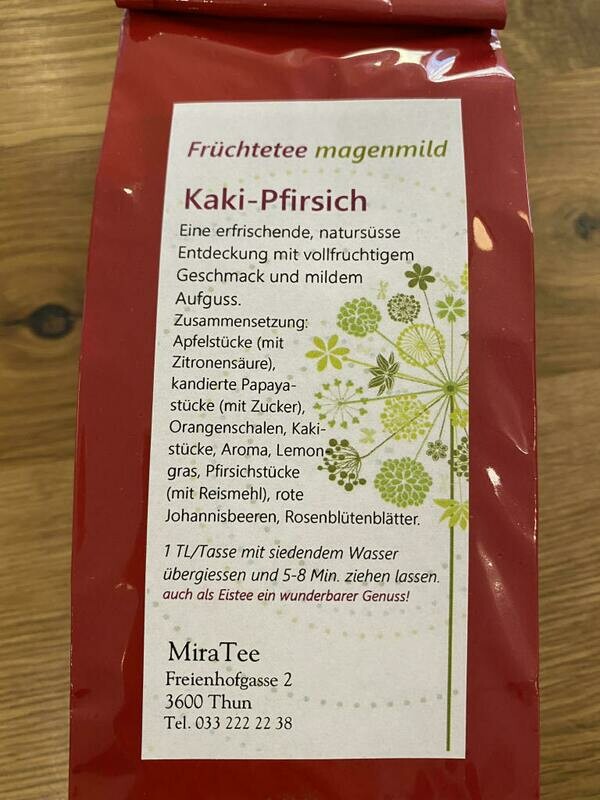 Früchtetee magenmild
Kaki-Pfirsich
Eine erfrischende, natursüsse
Entdeckung mit vollfruchtigem
Geschmack und mildem
Aufguss.
Zusammensetzung:
Apfelstücke (mit
Zitronensäure),
kandierte Papaya-
stücke (mit Zucker),
Orangenschalen, Kaki-
stücke, Aroma, Lemon-
gras, Pfirsichstücke
(mit Reismehl), rote
Johannisbeeren, Rosenblütenblätter.
1 TL/Tasse mit siedendem Wasser
übergiessen und 5-8 Min. ziehen lassen.
auch als Eistee ein wunderbarer Genuss!
MiraTee
Freienhofgasse 2
3600 Thun
Tel. 033 222 22 38